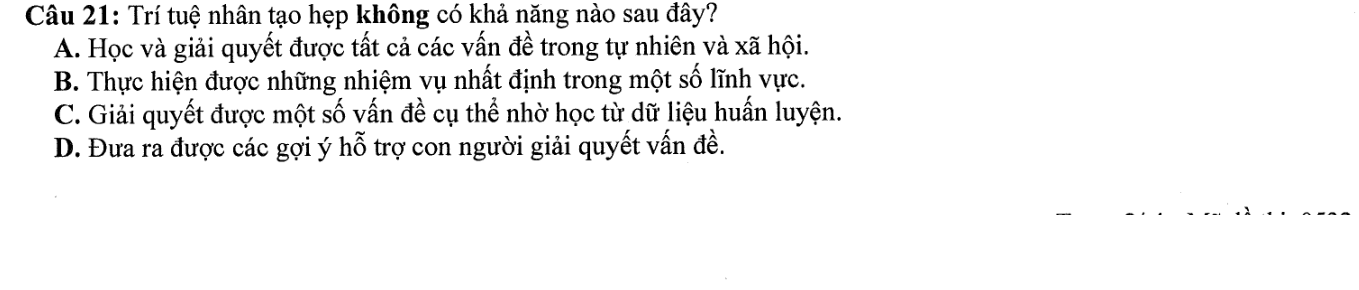 Câu 21: Trí tuệ nhân tạo hẹp không có khả năng nào sau đây?
A. Học và giải quyết được tất cả các vấn đề trong tự nhiên và xã hội.
B. Thực hiện được những nhiệm vụ nhất định trong một số lĩnh vực.
C. Giải quyết được một số vấn đề cụ thể nhờ học từ dữ liệu huấn luyện.
D. Đưa ra được các gợi ý hỗ trợ con người giải quyết vấn đề.